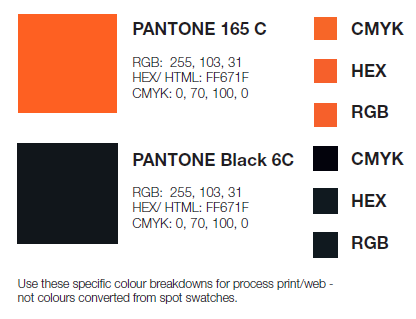 PANTONE 165 C
RGB:  255, 103, 31
HEX/ HTML: FF671F
CMYK: 0, 70, 100, 0
CMYK
HEX
RGB
PANTONE Black 6C
RGB:  255, 103, 31
HEX/ HTML: FF671F
CMYK: 0, 70, 100, 0
CMYK
HEX
RGB
Use these specific colour breakdowns for process print/web -
not colours converted from spot swatches.